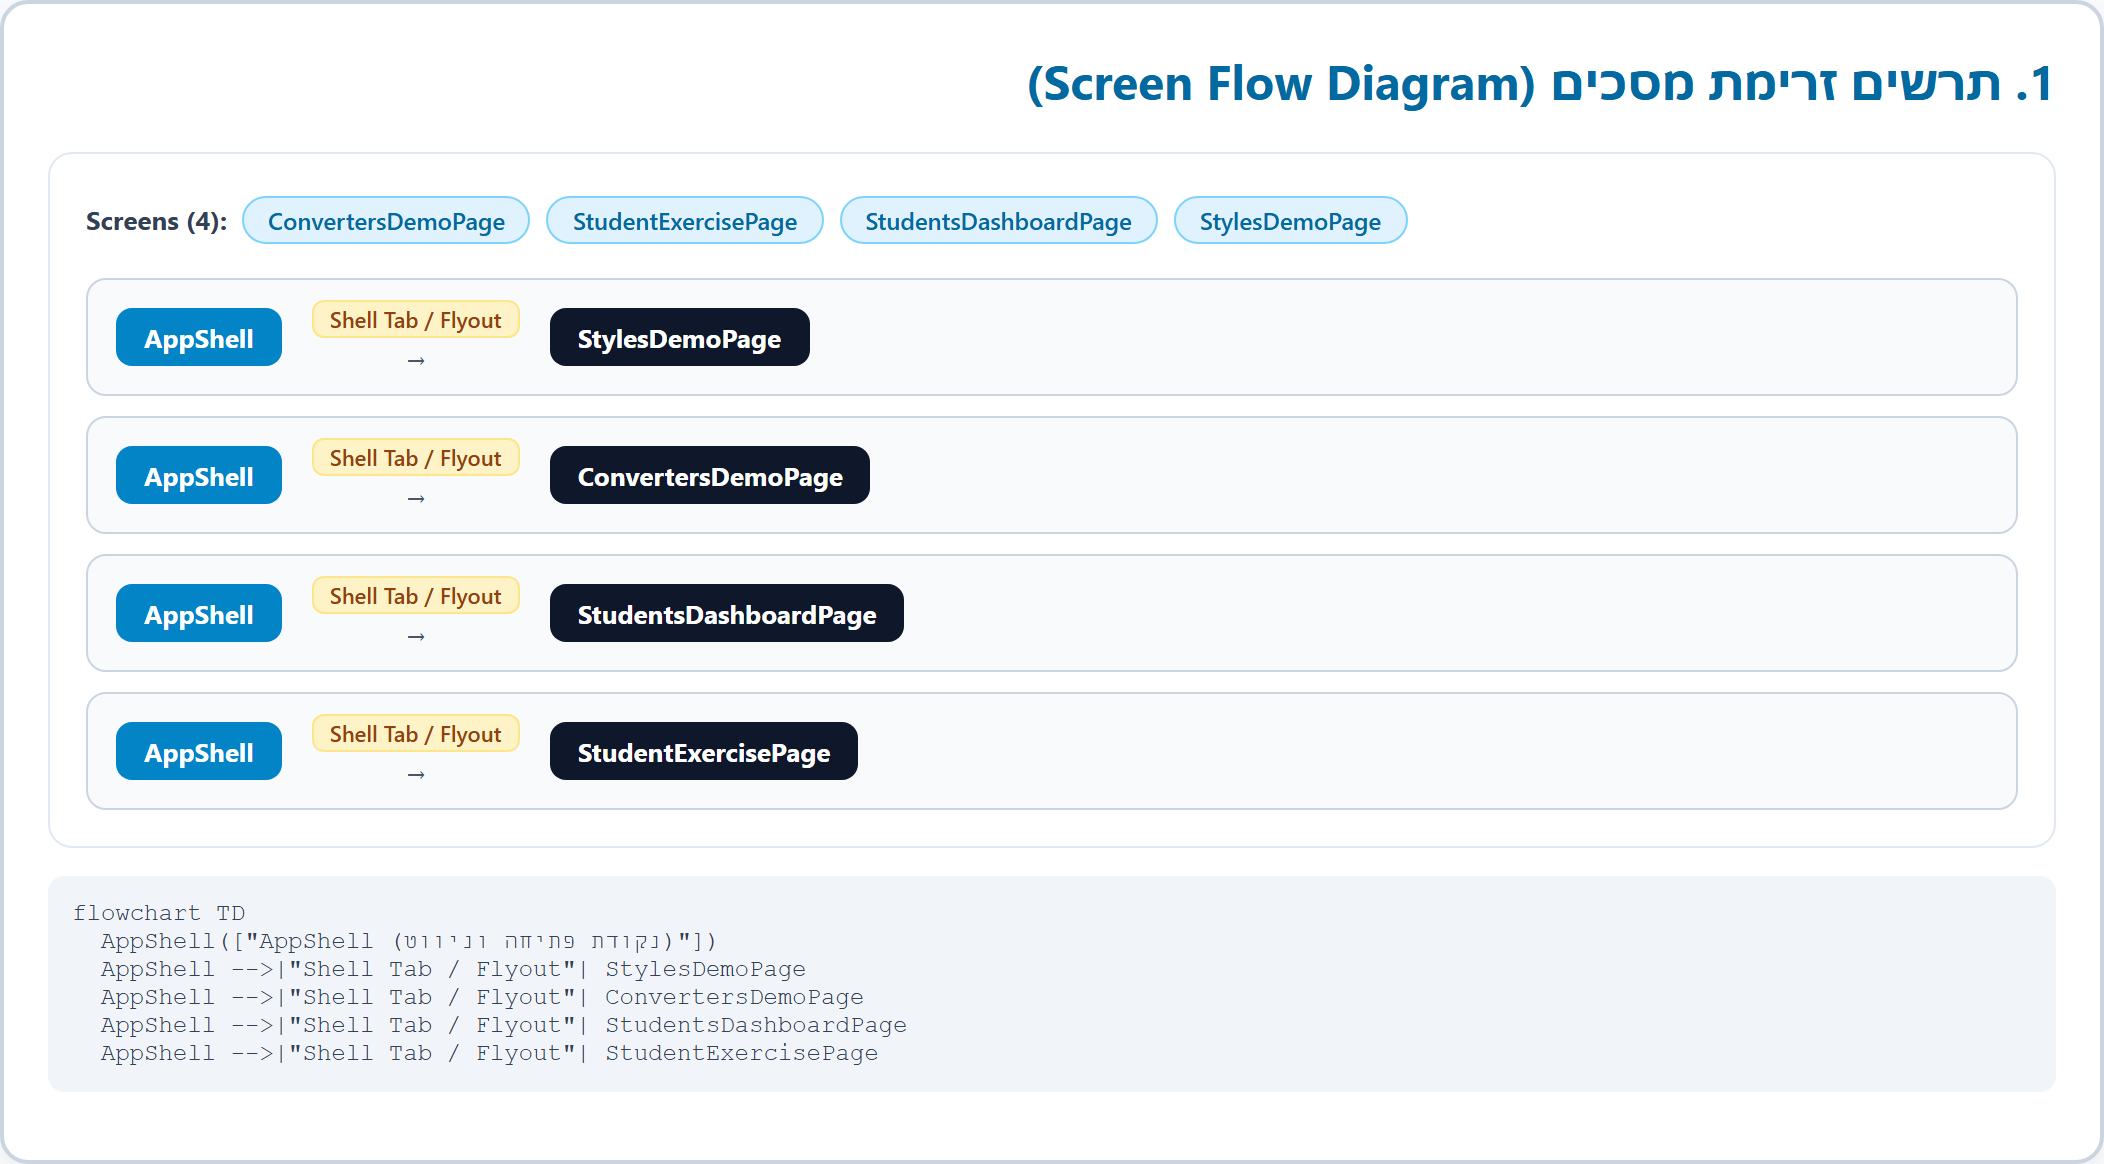 1. תרשים זרימת מסכים (Screen Flow Diagram)
Screens (4): ConvertersDemoPage StudentExercisePage StudentsDashboardPage StylesDemoPage
AppShell Shell Tab / Flyout → StylesDemoPage
AppShell Shell Tab / Flyout → ConvertersDemoPage
AppShell Shell Tab / Flyout → StudentsDashboardPage
AppShell Shell Tab / Flyout → StudentExercisePage
flowchart TD
  AppShell(["AppShell (נקודת פתיחה וניווט)"])
  AppShell -->|"Shell Tab / Flyout"| StylesDemoPage
  AppShell -->|"Shell Tab / Flyout"| ConvertersDemoPage
  AppShell -->|"Shell Tab / Flyout"| StudentsDashboardPage
  AppShell -->|"Shell Tab / Flyout"| StudentExercisePage